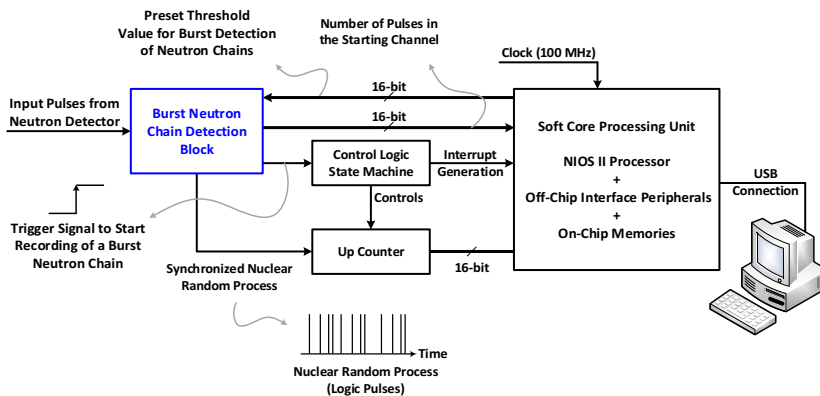 Preset Threshold
Value for Burst Detection
of Neutron Chains
Number of Pulses in
the Starting Channel
Clock (100 MHz)
Input Pulses from
Neutron Detector
Burst Neutron
Chain Detection
Block
16-bit
16-bit
Soft Core Processing Unit
NIOS II Processor
+
Off-Chip Interface Peripherals
+
On-Chip Memories
Control Logic
State Machine
Interrupt
Generation
USB
Connection
Controls
Trigger Signal to Start
Recording of a Burst
Neutron Chain
Up Counter
16-bit
Synchronized Nuclear
Random Process
Time
Nuclear Random Process
(Logic Pulses)